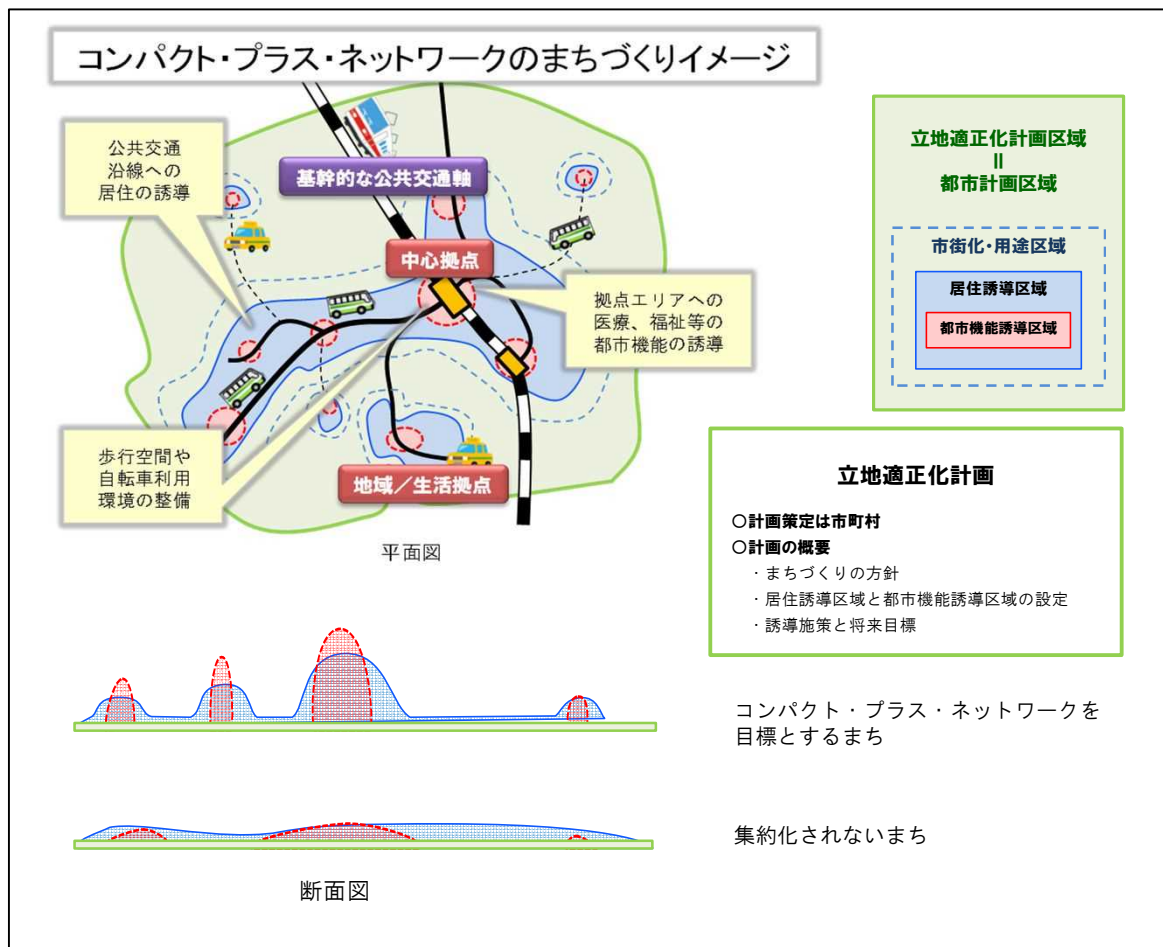 コンパクト・プラス・ネットワークのまちづくりイメージ
公共交通
沿線への
居住の誘導
基幹的な公共交通軸
中心拠点
拠点エリアへの
医療、福祉等の
都市機能の誘導
歩行空間や
自転車利用
環境の整備
地域／生活拠点
平面図
立地適正化計画区域
＝
都市計画区域
市街化・用途区域
居住誘導区域
都市機能誘導区域
立地適正化計画
○計画策定は市町村
○計画の概要
・まちづくりの方針
・居住誘導区域と都市機能誘導区域の設定
・誘導施策と将来目標
コンパクト・プラス・ネットワークを
目標とするまち
集約化されないまち
断面図